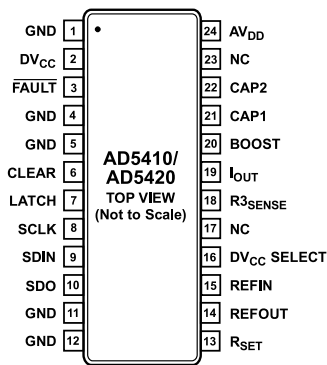 GND 1
DVCC 2
FAULT 3
GND 4
GND 5
CLEAR 6
LATCH 7
SCLK 8
SDIN 9
SDO 10
GND 11
GND 12
AD5410/
AD5420
TOP VIEW
(Not to Scale)
24 AVDD
23 NC
22 CAP2
21 CAP1
20 BOOST
19 IOUT
18 R3SENSE
17 NC
16 DVCC SELECT
15 REFIN
14 REFOUT
13 RSET